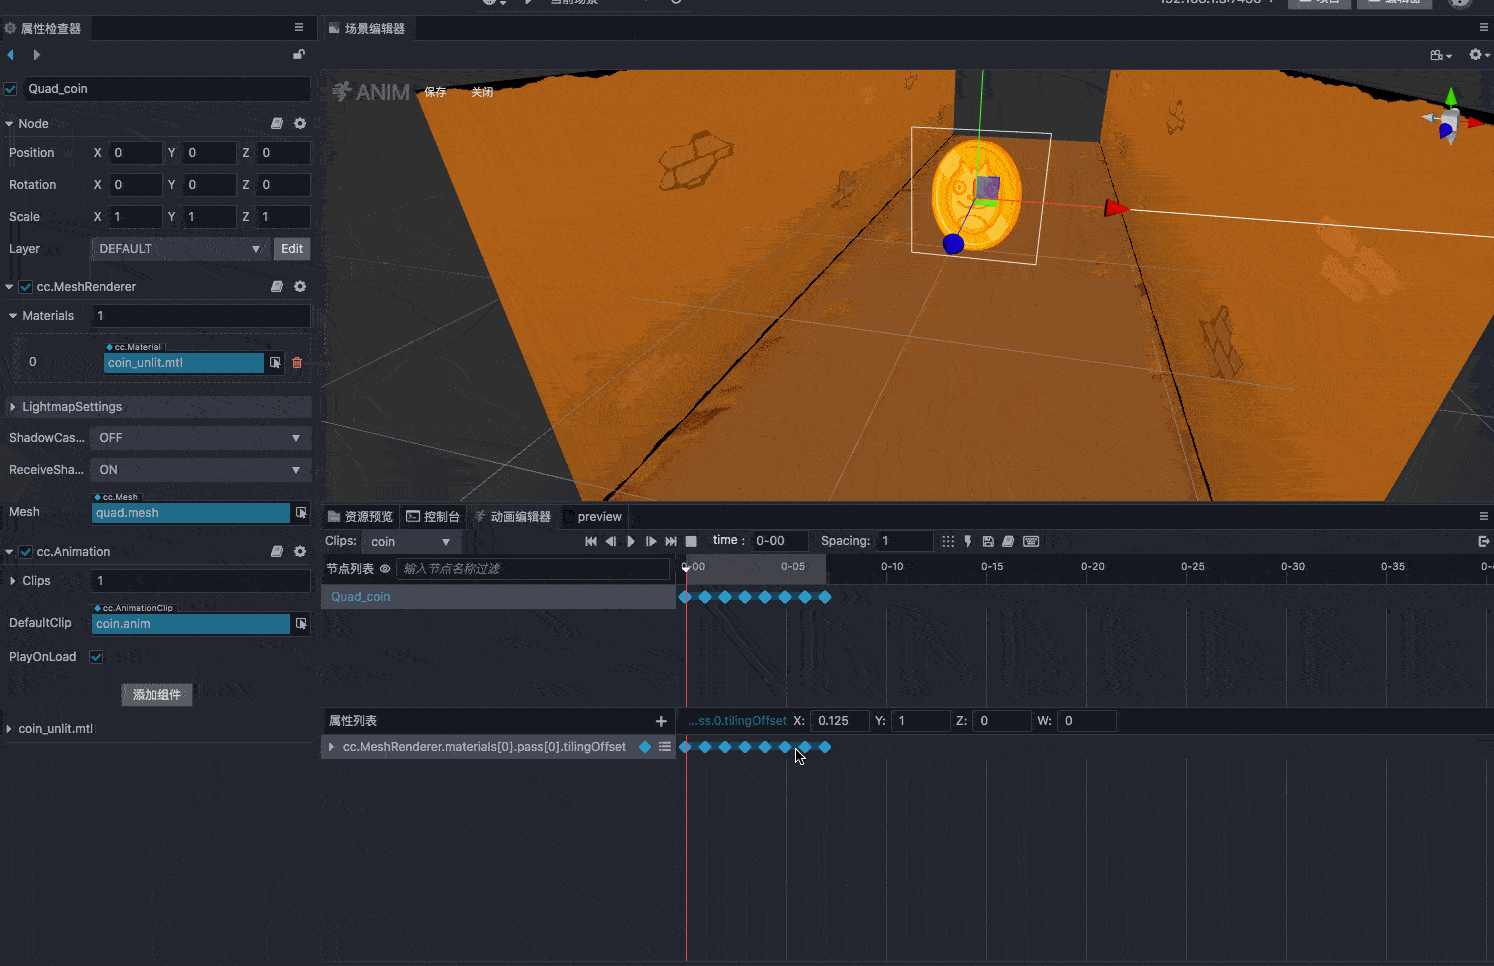 当前场景
属性检查器
Quad_coin
Node
Position X 0 Y 0 Z 0
Rotation X 0 Y 0 Z 0
Scale X 1 Y 1 Z 1
Layer DEFAULT Edit
cc.MeshRenderer
Materials 1
cc.Material
0 coin_unlit.mtl
LightmapSettings
ShadowCas... OFF
ReceiveSha... ON
cc.Mesh
Mesh quad.mesh
cc.Animation
Clips 1
cc.AnimationClip
DefaultClip coin.anim
PlayOnLoad
添加组件
coin_unlit.mtl
场景编辑器
ANIM 保存 关闭
资源预览 控制台 动画编辑器 preview
Clips: coin time : 0-00 Spacing: 1
节点列表 输入节点名称过滤 0-00 0-05 0-10 0-15 0-20 0-25 0-30 0-35
Quad_coin
属性列表 ...ss.0.tilingOffset X: 0.125 Y: 1 Z: 0 W: 0
cc.MeshRenderer.materials[0].pass[0].tilingOffset